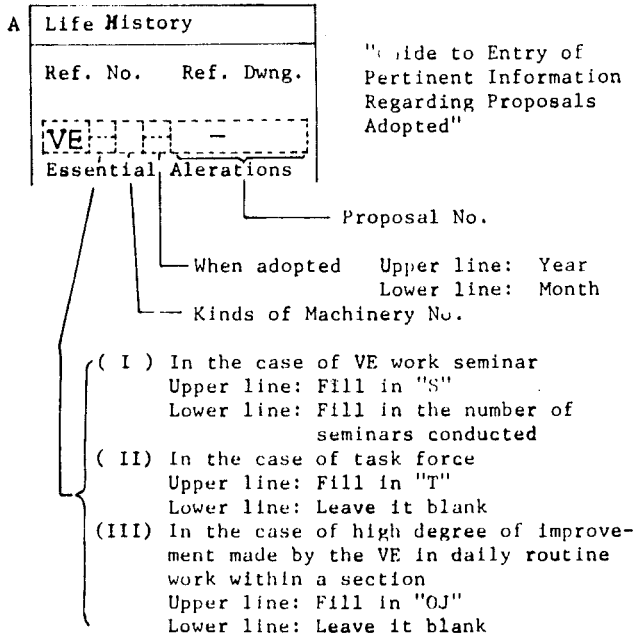 A
Life History
Ref. No. Ref. Dwng.
VE –
Essential Alerations
Pertinent Information
"ide to Entry of
Regarding Proposals
Adopted"
Proposal No.
When adopted Upper line: Year
Lower line: Month
Kinds of Machinery No.
( I ) In the case of VE work seminar
Upper line: Fill in "S"
Lower line: Fill in the number of
seminars conducted
( II) In the case of task force
Upper line: Fill in "T"
Lower line: Leave it blank
(III) In the case of high degree of improve-
ment made by the VE in daily routine
work within a section
Upper line: Fill in "OJ"
Lower line: Leave it blank